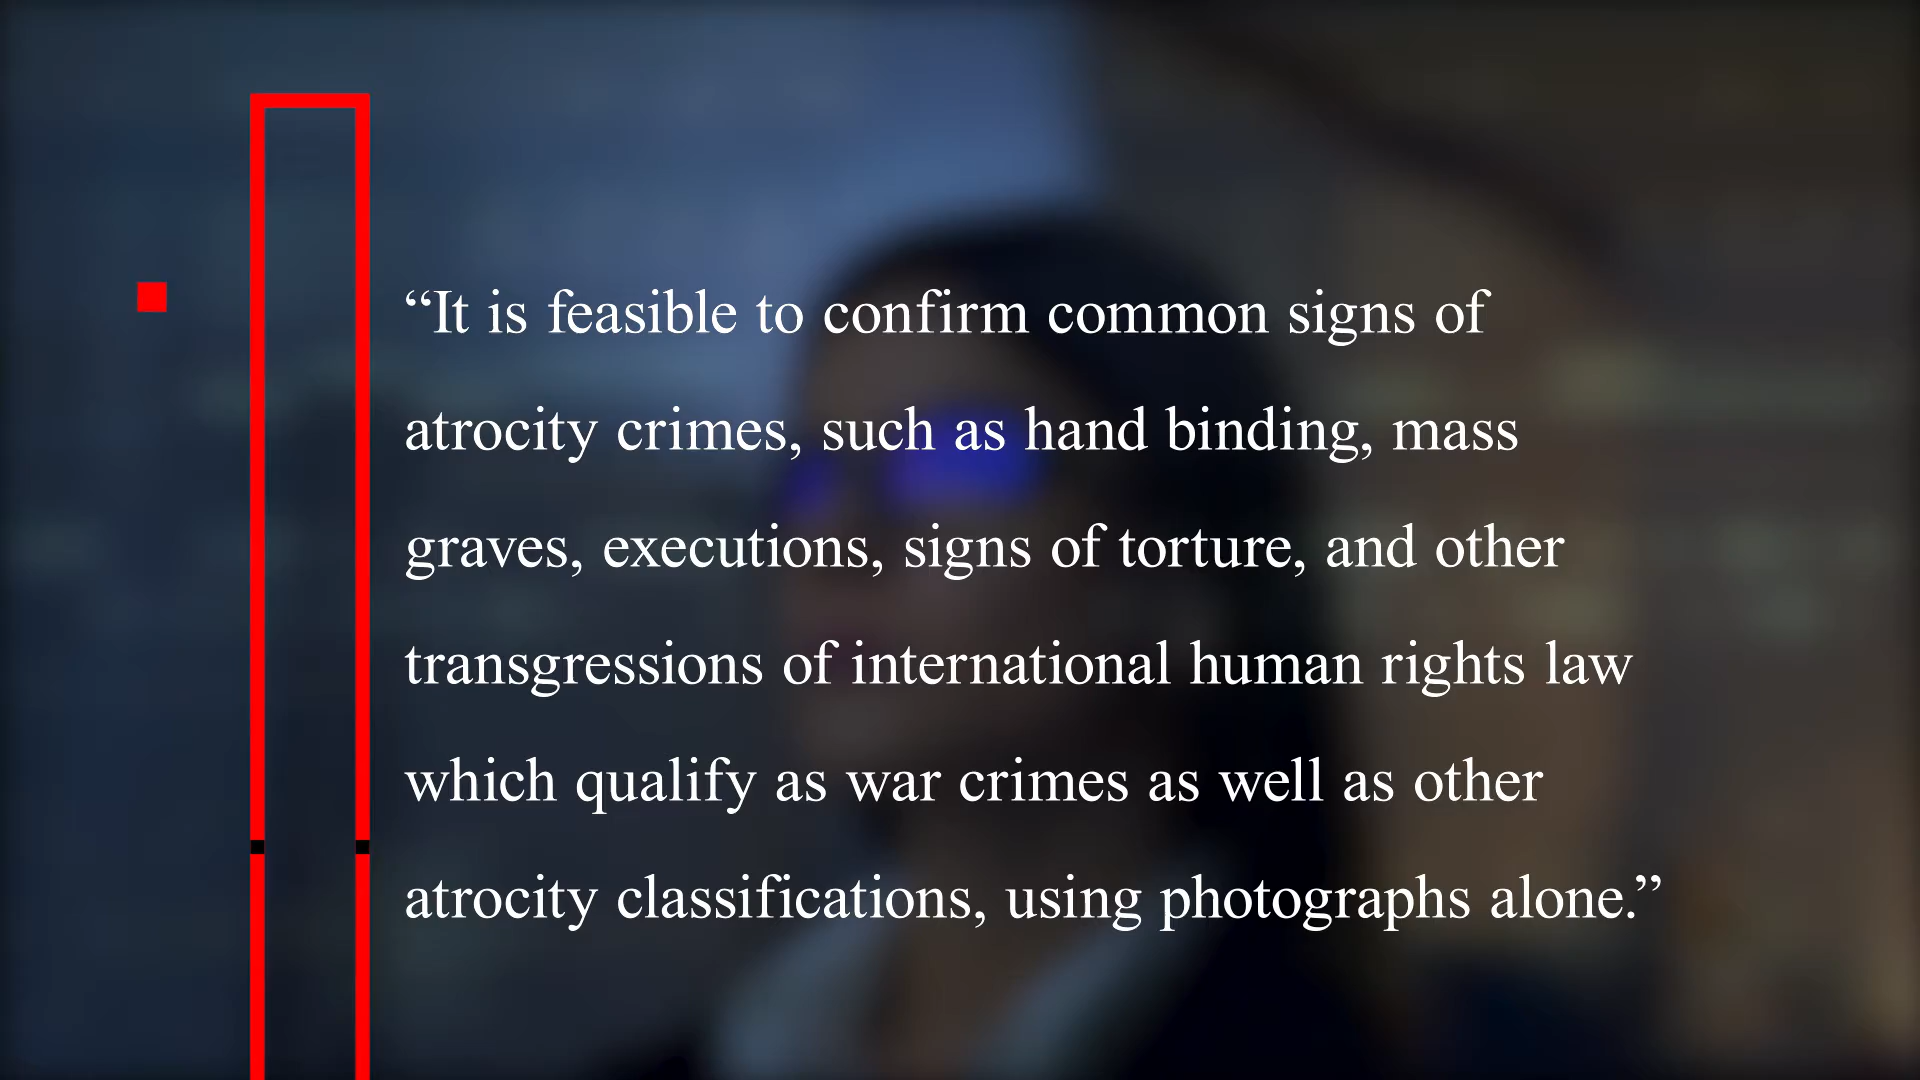 “It is feasible to confirm common signs of
atrocity crimes, such as hand binding, mass
graves, executions, signs of torture, and other
transgressions of international human rights law
which qualify as war crimes as well as other
atrocity classifications, using photographs alone.”